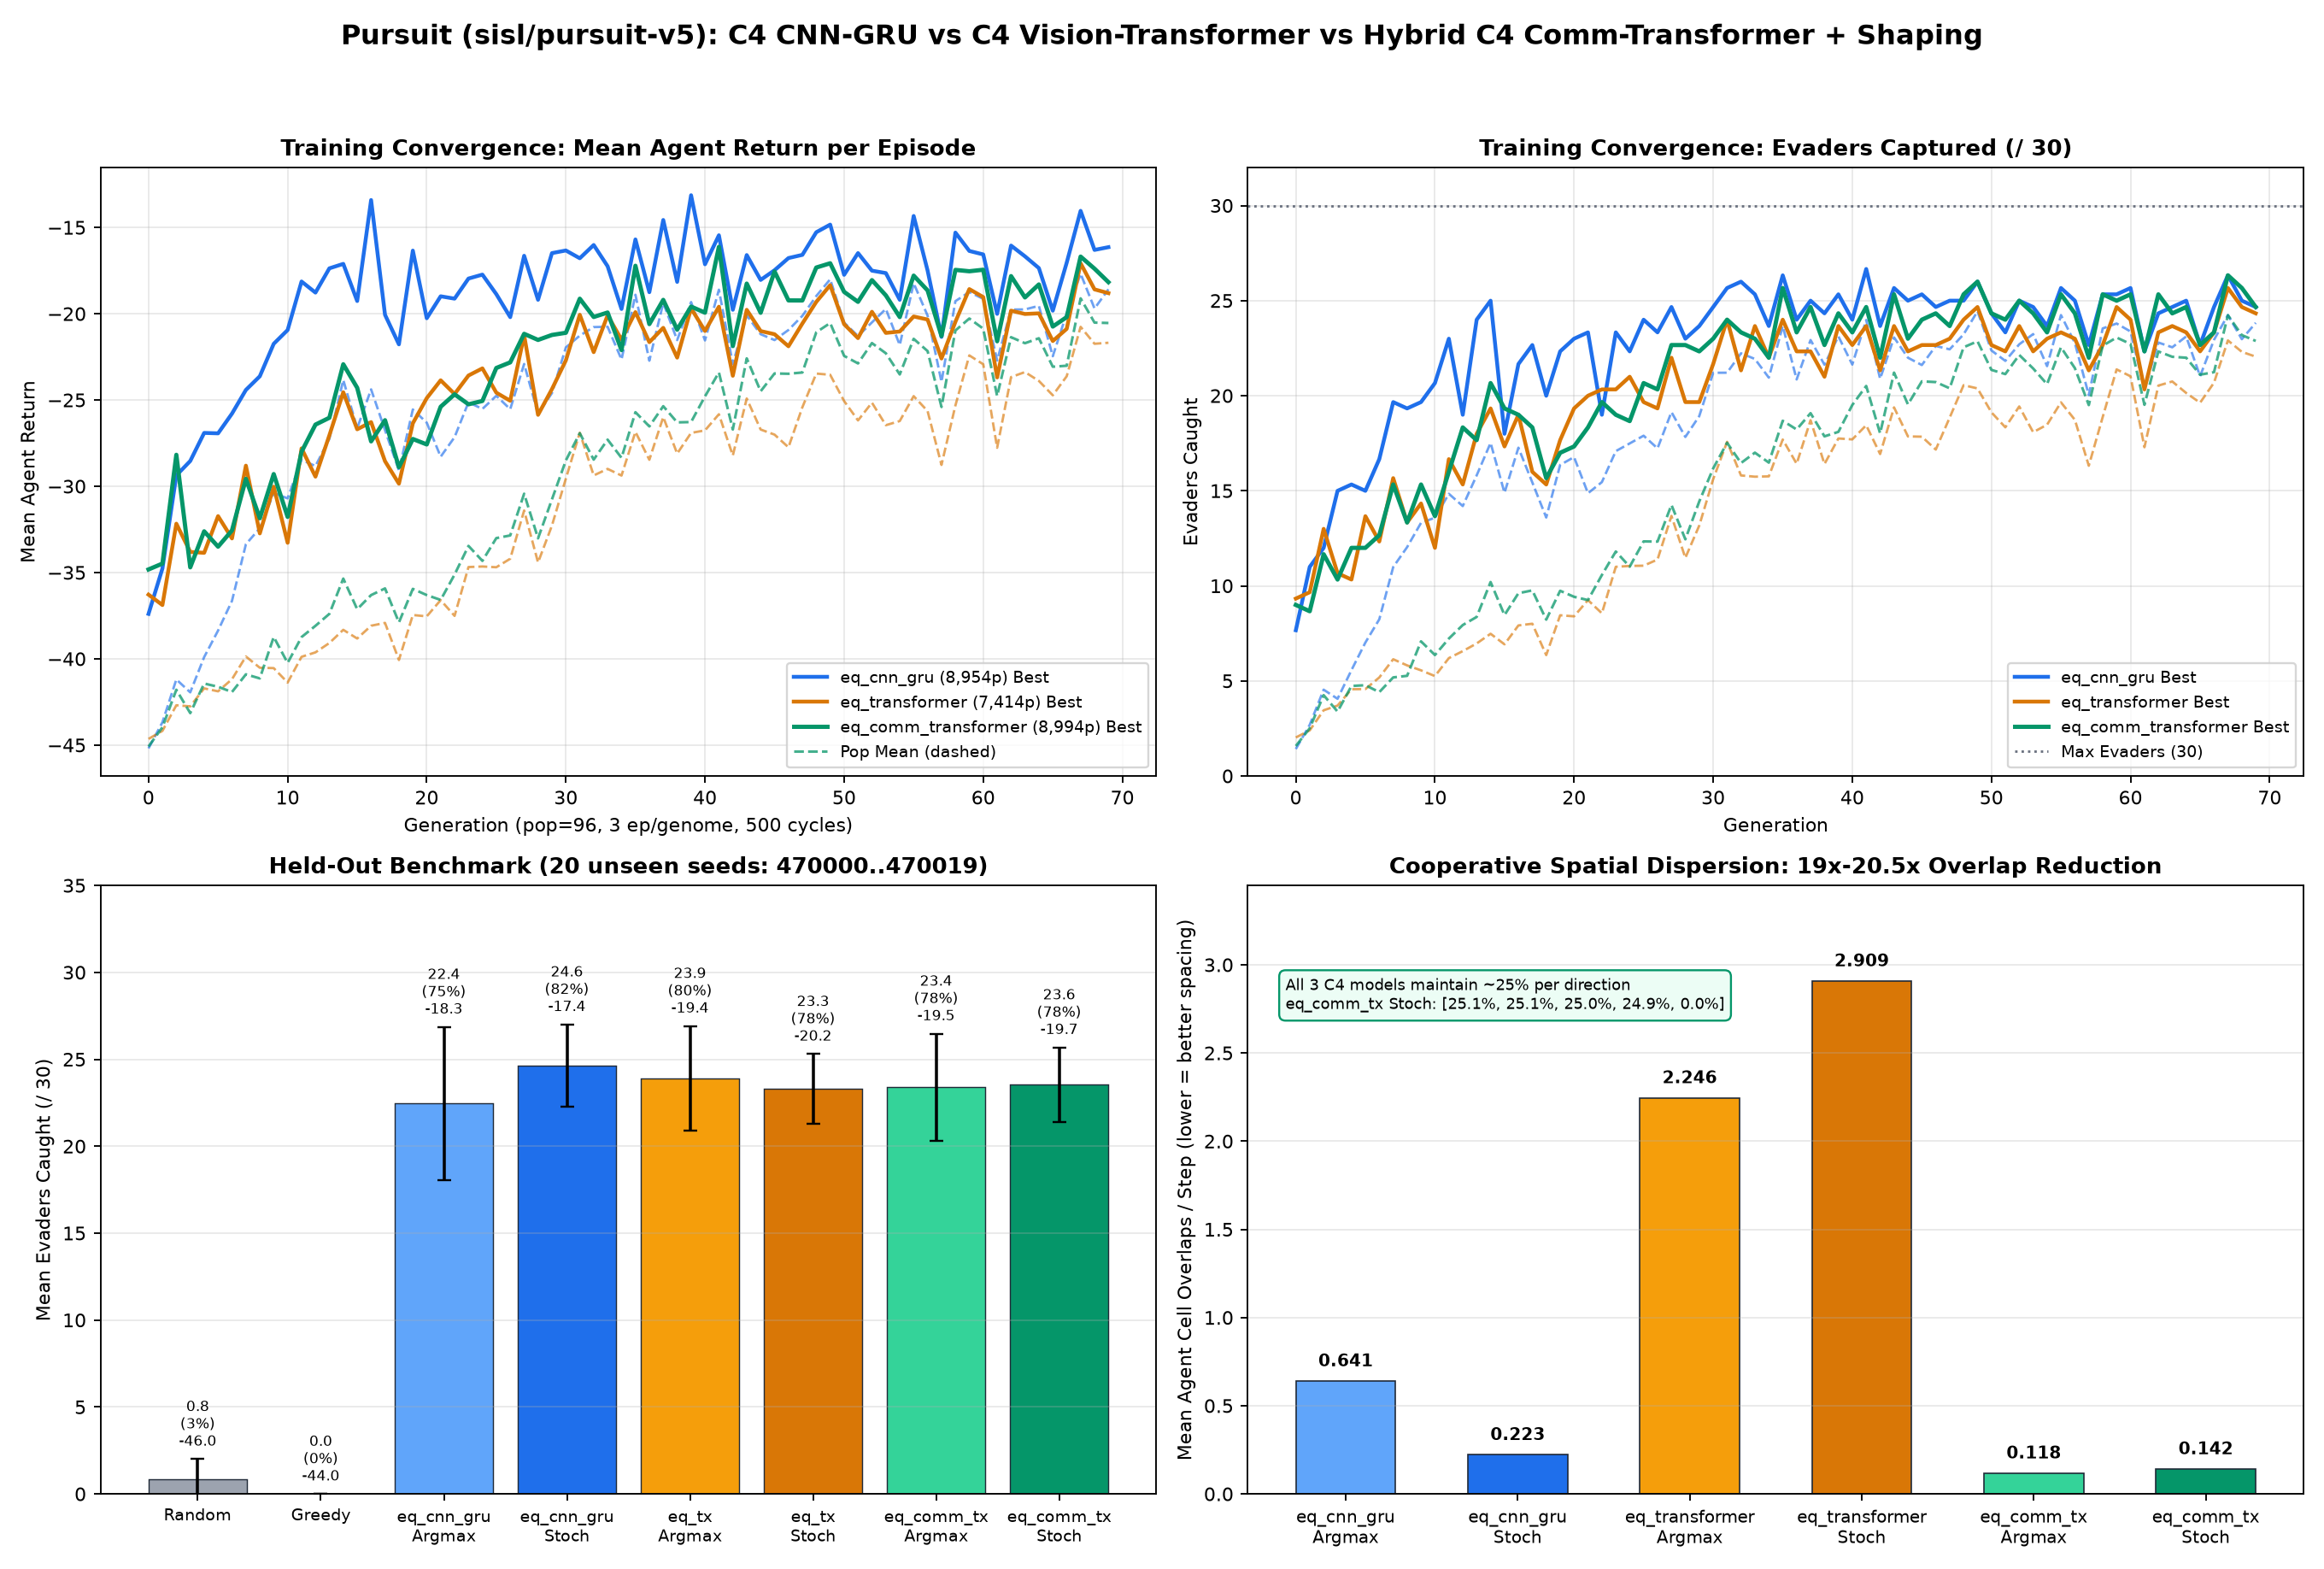 Pursuit (sisl/pursuit-v5): C4 CNN-GRU vs C4 Vision-Transformer vs Hybrid C4 Comm-Transformer + Shaping
Training Convergence: Mean Agent Return per Episode
Mean Agent Return
−15
−20
−25
−30
−35
−40
−45
0
10
20
30
40
50
60
70
Generation (pop=96, 3 ep/genome, 500 cycles)
eq_cnn_gru (8,954p) Best
eq_transformer (7,414p) Best
eq_comm_transformer (8,994p) Best
Pop Mean (dashed)
Training Convergence: Evaders Captured (/ 30)
Evaders Caught
30
25
20
15
10
5
0
0
10
20
30
40
50
60
70
Generation
eq_cnn_gru Best
eq_transformer Best
eq_comm_transformer Best
Max Evaders (30)
Held-Out Benchmark (20 unseen seeds: 470000..470019)
Mean Evaders Caught (/ 30)
35
30
25
20
15
10
5
0
0.8
(3%)
-46.0
0.0
(0%)
-44.0
22.4
(75%)
-18.3
24.6
(82%)
-17.4
23.9
(80%)
-19.4
23.3
(78%)
-20.2
23.4
(78%)
-19.5
23.6
(78%)
-19.7
Random
Greedy
eq_cnn_gru
Argmax
eq_cnn_gru
Stoch
eq_tx
Argmax
eq_tx
Stoch
eq_comm_tx
Argmax
eq_comm_tx
Stoch
Cooperative Spatial Dispersion: 19x-20.5x Overlap Reduction
Mean Agent Cell Overlaps / Step (lower = better spacing)
3.0
2.5
2.0
1.5
1.0
0.5
0.0
All 3 C4 models maintain ~25% per direction
eq_comm_tx Stoch: [25.1%, 25.1%, 25.0%, 24.9%, 0.0%]
0.641
0.223
2.246
2.909
0.118
0.142
eq_cnn_gru
Argmax
eq_cnn_gru
Stoch
eq_transformer
Argmax
eq_transformer
Stoch
eq_comm_tx
Argmax
eq_comm_tx
Stoch